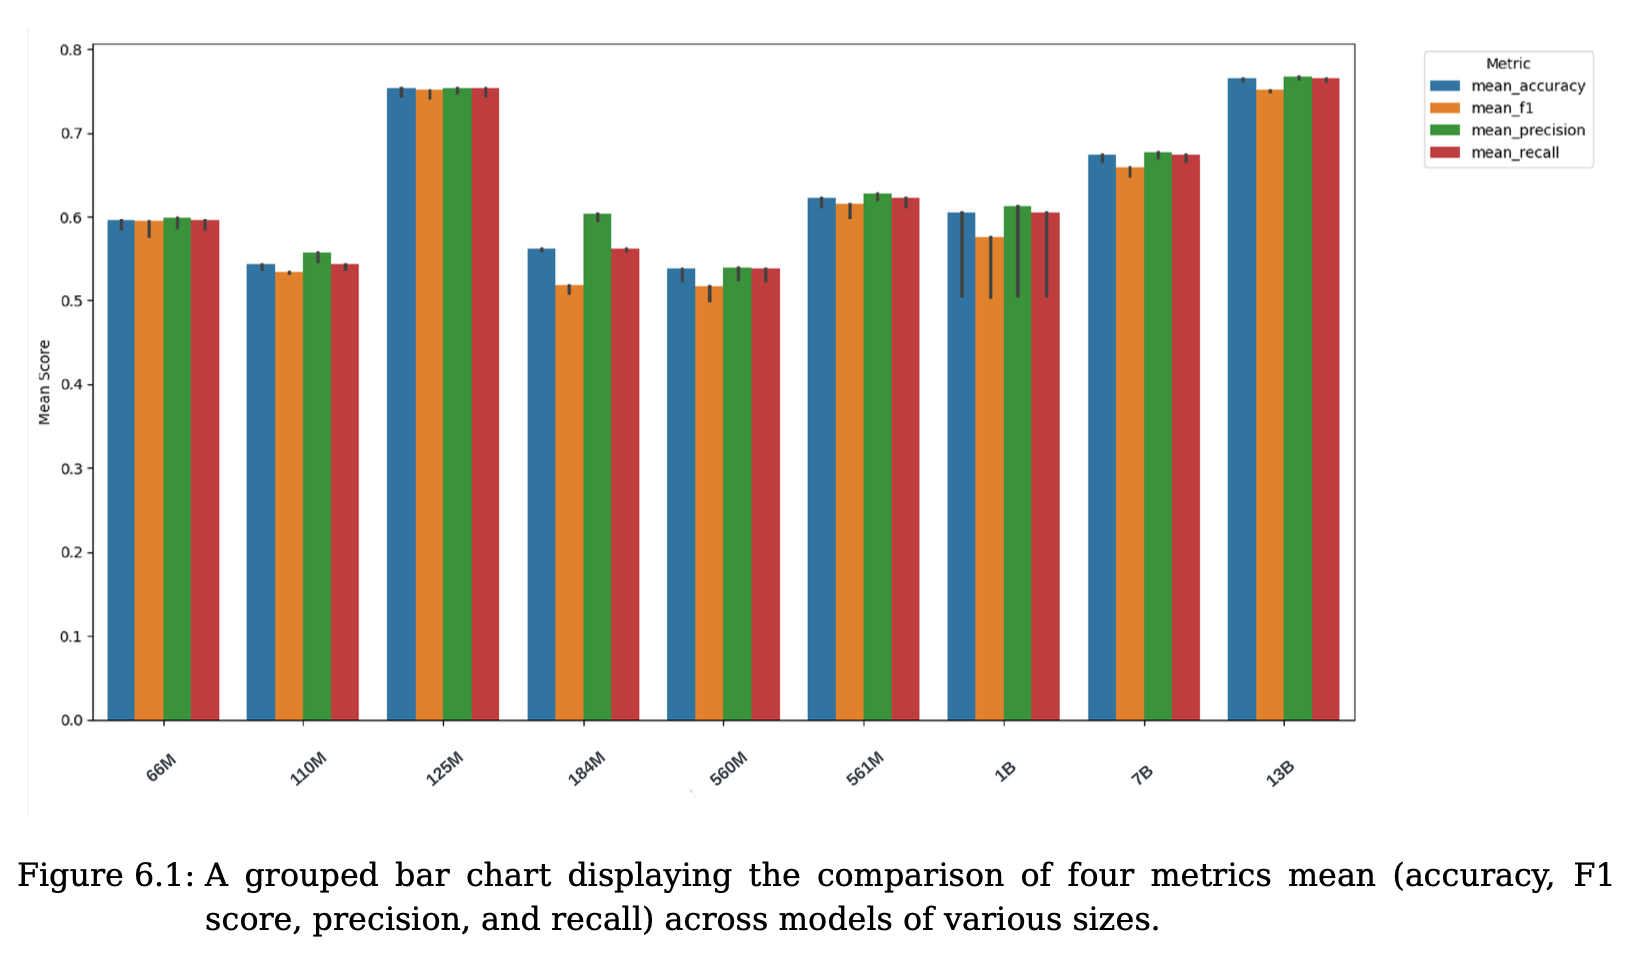 0.8
0.7
0.6
0.5
0.4
0.3
0.2
0.1
0.0
Mean Score
66M
110M
125M
184M
560M
561M
1B
7B
13B
Metric
mean_accuracy
mean_f1
mean_precision
mean_recall
Figure 6.1: A grouped bar chart displaying the comparison of four metrics mean (accuracy, F1
score, precision, and recall) across models of various sizes.